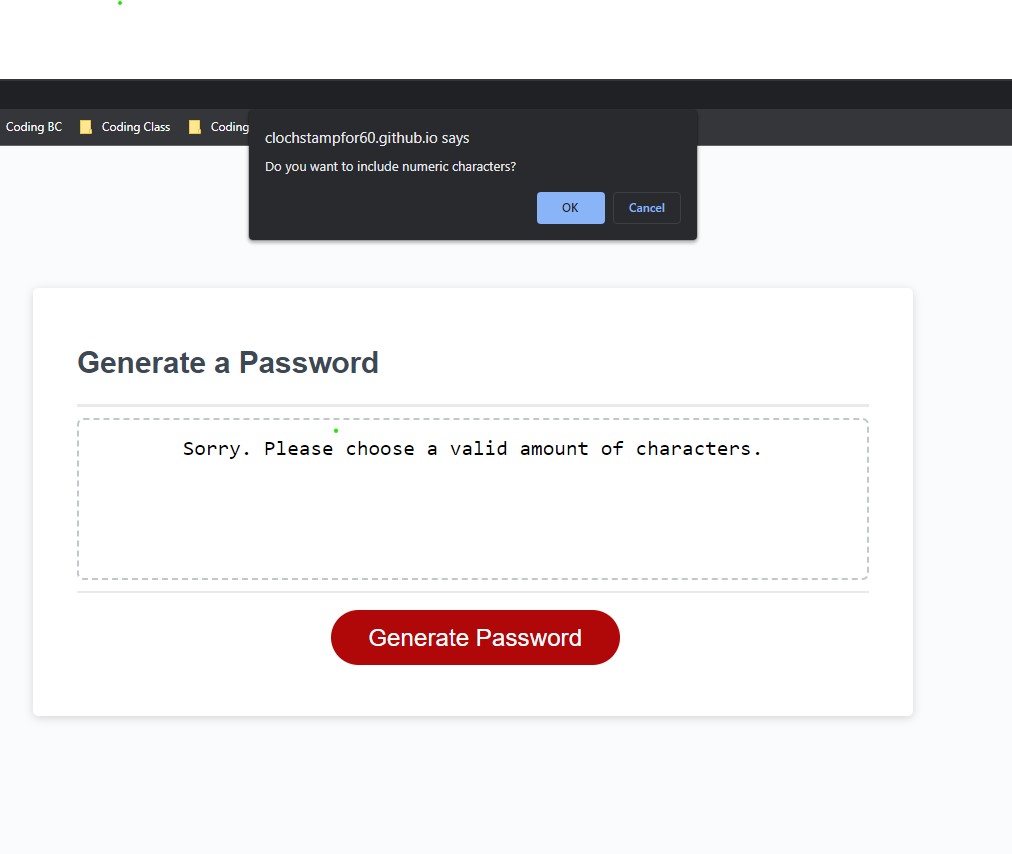 Coding BC
Coding Class
Coding
clochstampfor60.github.io says
Do you want to include numeric characters?
OK
Cancel
Generate a Password
Sorry. Please choose a valid amount of characters.
Generate Password